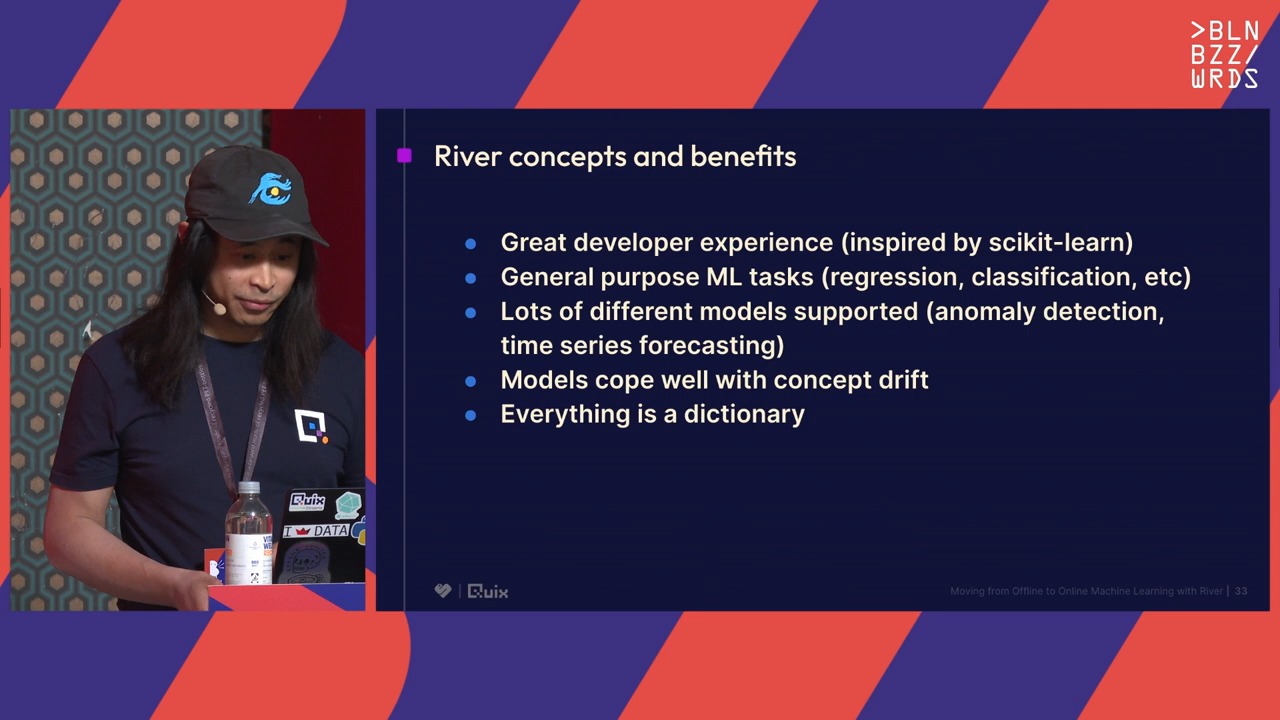 >BLN
BZZ/
WRDS
River concepts and benefits
Great developer experience (inspired by scikit-learn)
General purpose ML tasks (regression, classification, etc)
Lots of different models supported (anomaly detection,
time series forecasting)
Models cope well with concept drift
Everything is a dictionary
Quix
I DATA
Quix
Moving from Offline to Online Machine Learning with River | 33